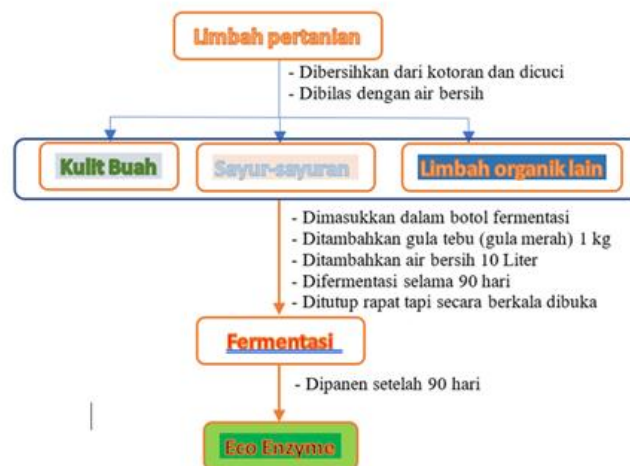 Limbah pertanian
- Dibersihkan dari kotoran dan dicuci
- Dibilas dengan air bersih
Kulit Buah
Sayur-sayuran
Limbah organik lain
- Dimasukkan dalam botol fermentasi
- Ditambahkan gula tebu (gula merah) 1 kg
- Ditambahkan air bersih 10 Liter
- Difermentasi selama 90 hari
- Ditutup rapat tapi secara berkala dibuka
Fermentasi
- Dipanen setelah 90 hari
Eco Enzyme